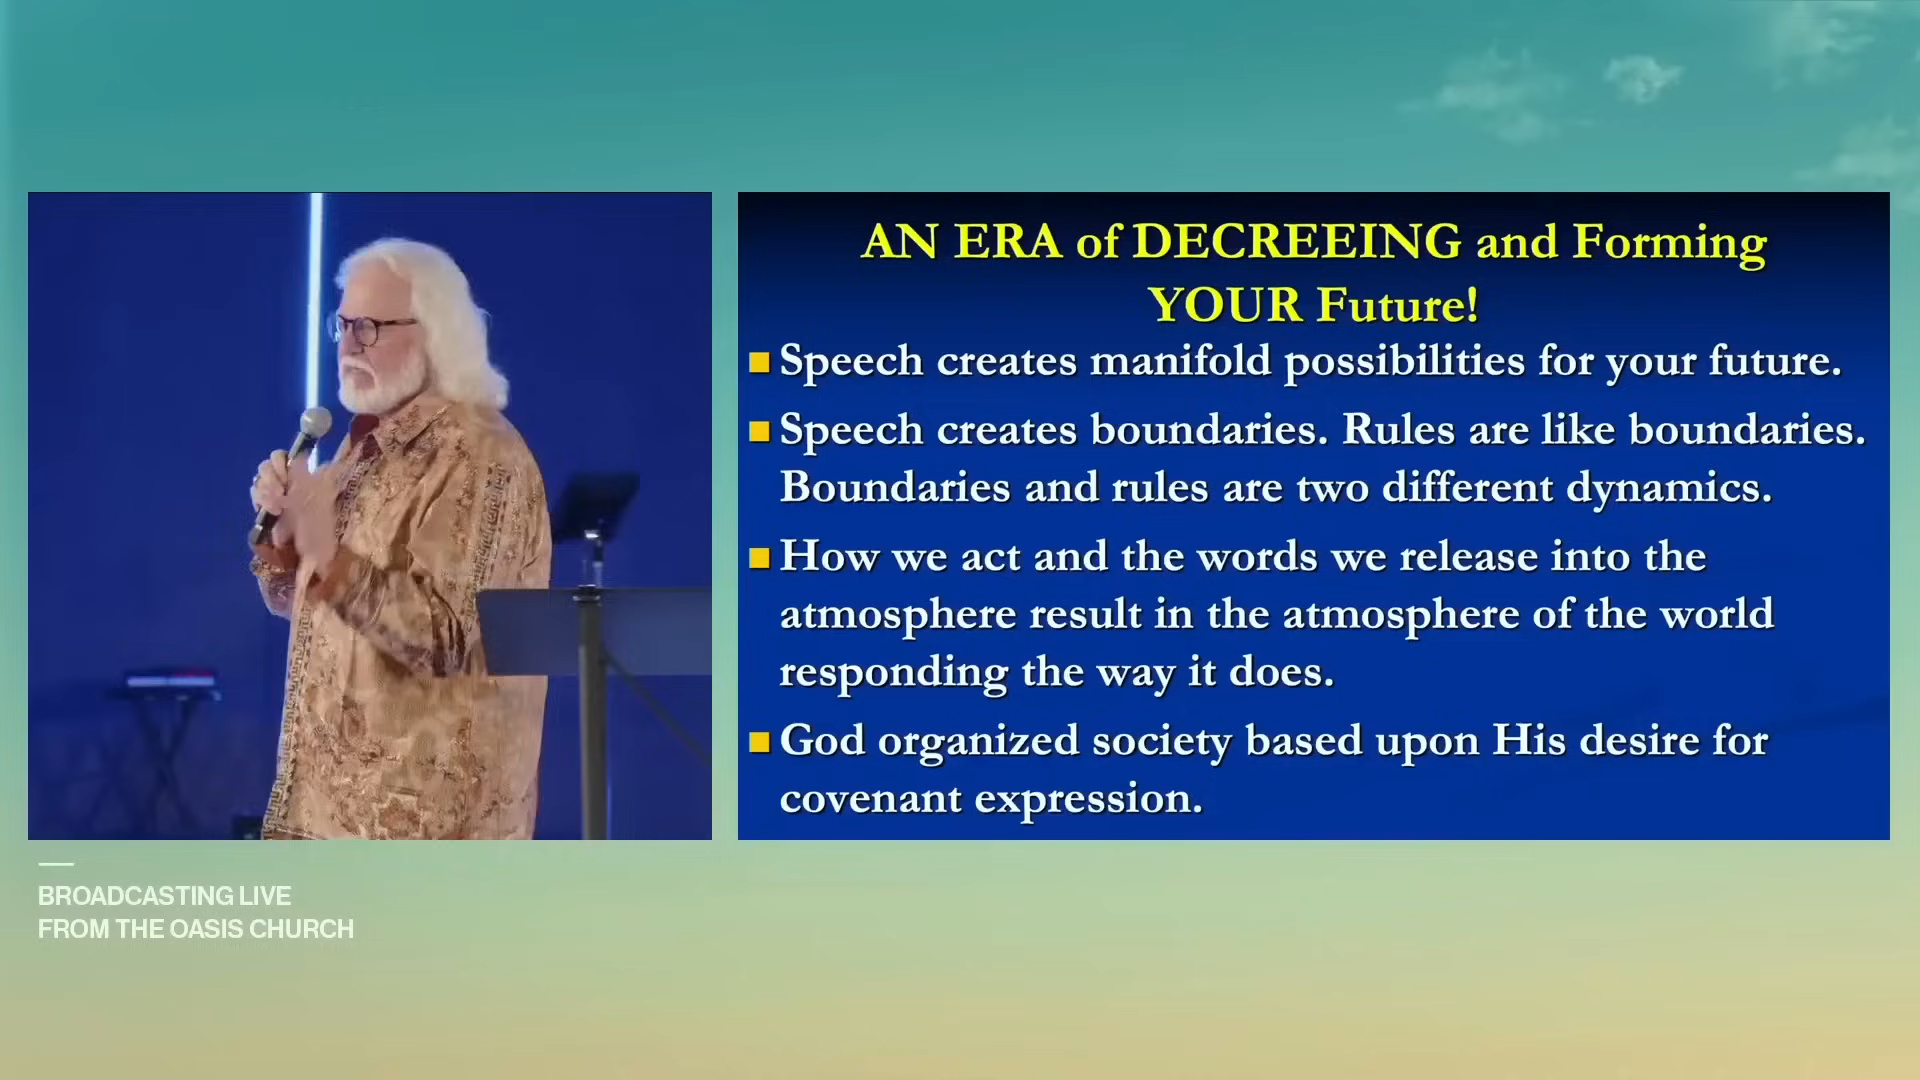 AN ERA of DECREEING and Forming
YOUR Future!
Speech creates manifold possibilities for your future.
Speech creates boundaries. Rules are like boundaries.
Boundaries and rules are two different dynamics.
How we act and the words we release into the
atmosphere result in the atmosphere of the world
responding the way it does.
God organized society based upon His desire for
covenant expression.
BROADCASTING LIVE
FROM THE OASIS CHURCH